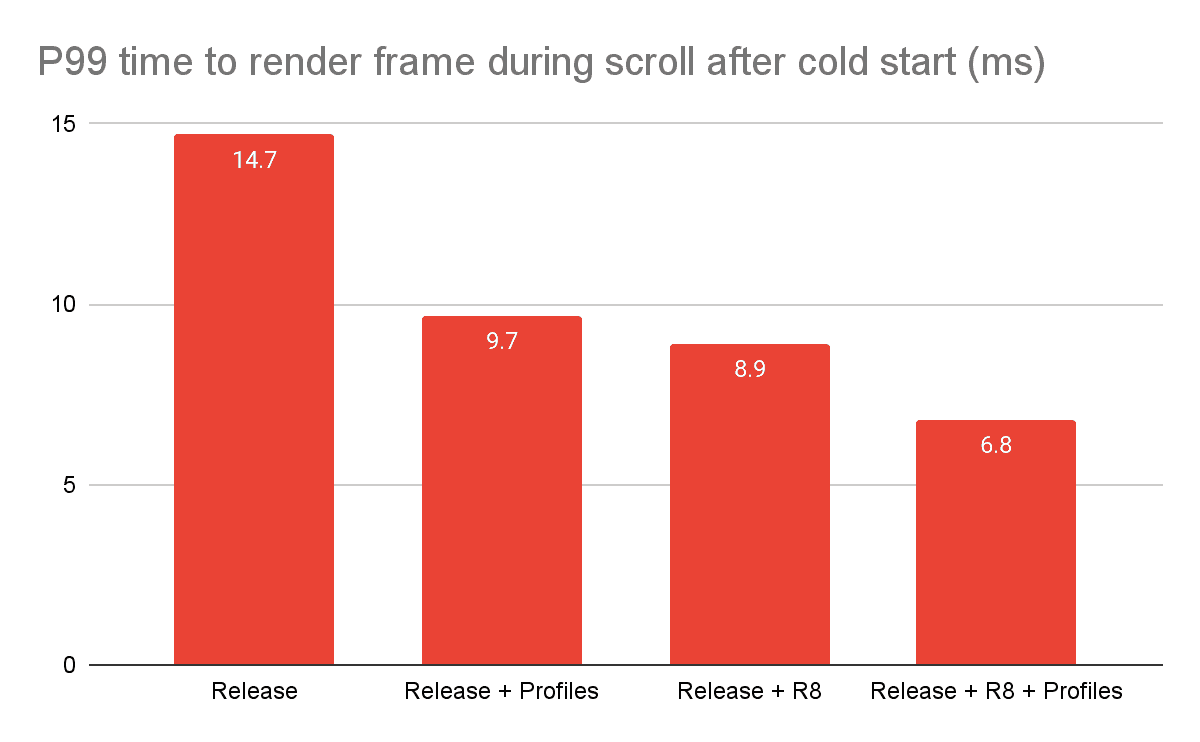 P99 time to render frame during scroll after cold start (ms)
15
14.7
10
9.7
8.9
6.8
5
0
Release
Release + Profiles
Release + R8
Release + R8 + Profiles